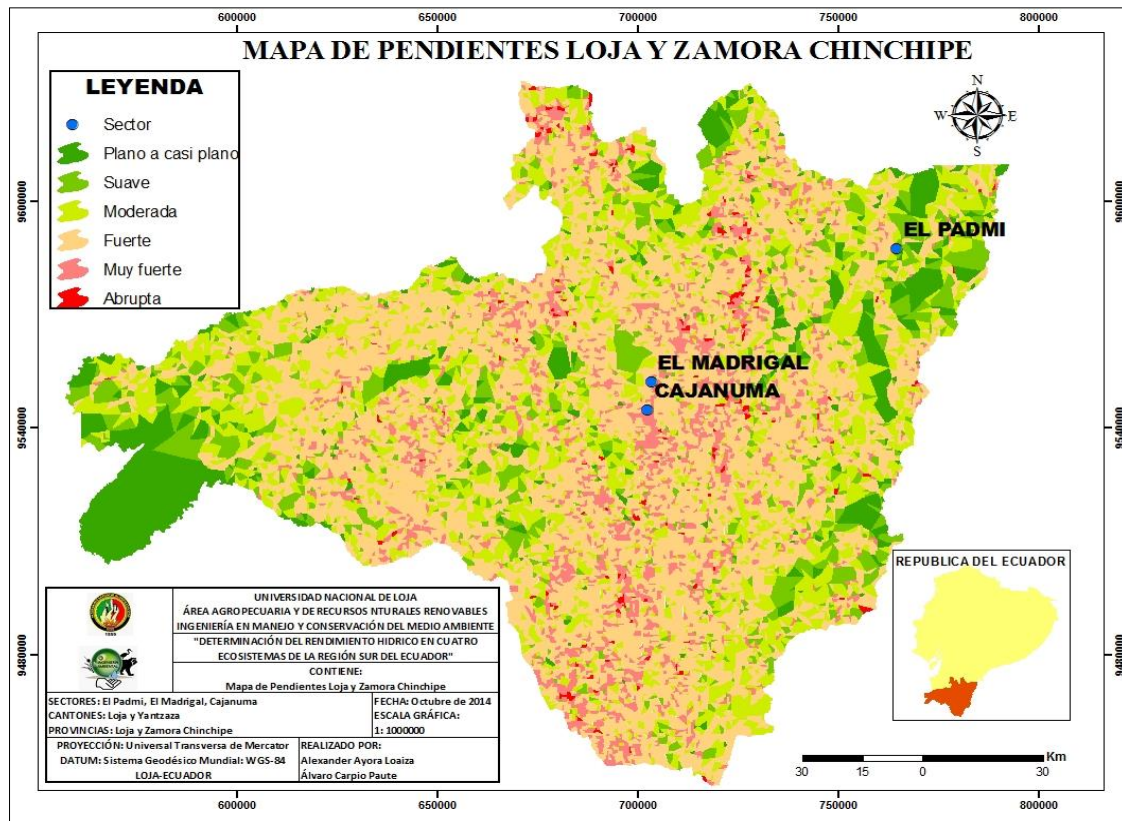 600000 650000 700000 750000 800000
MAPA DE PENDIENTES LOJA Y ZAMORA CHINCHIPE
LEYENDA
Sector
Plano a casi plano
Suave
Moderada
Fuerte
Muy fuerte
Abrupta
N
W E
S
9600000 9600000
EL PADMI
EL MADRIGAL
CAJANUMA
9540000 9540000
9480000 9480000
REPUBLICA DEL ECUADOR
UNIVERSIDAD NACIONAL DE LOJA
ÁREA AGROPECUARIA Y DE RECURSOS NTURALES RENOVABLES
INGENIERÍA EN MANEJO Y CONSERVACIÓN DEL MEDIO AMBIENTE
"DETERMINACIÓN DEL RENDIMIENTO HIDRICO EN CUATRO
ECOSISTEMAS DE LA REGIÓN SUR DEL ECUADOR"
CONTIENE:
Mapa de Pendientes Loja y Zamora Chinchipe
SECTORES: El Padmi, El Madrigal, Cajanuma
CANTONES: Loja y Yantzaza
PROVINCIAS: Loja y Zamora Chinchipe
FECHA: Octubre de 2014
ESCALA GRÁFICA:
1: 1000000
PROYECCIÓN: Universal Transversa de Mercator
DATUM: Sistema Geodésico Mundial: WGS-84
LOJA-ECUADOR
REALIZADO POR:
Alexander Ayora Loaiza
Álvaro Carpio Paute
Km
30 15 0 30
600000 650000 700000 750000 800000